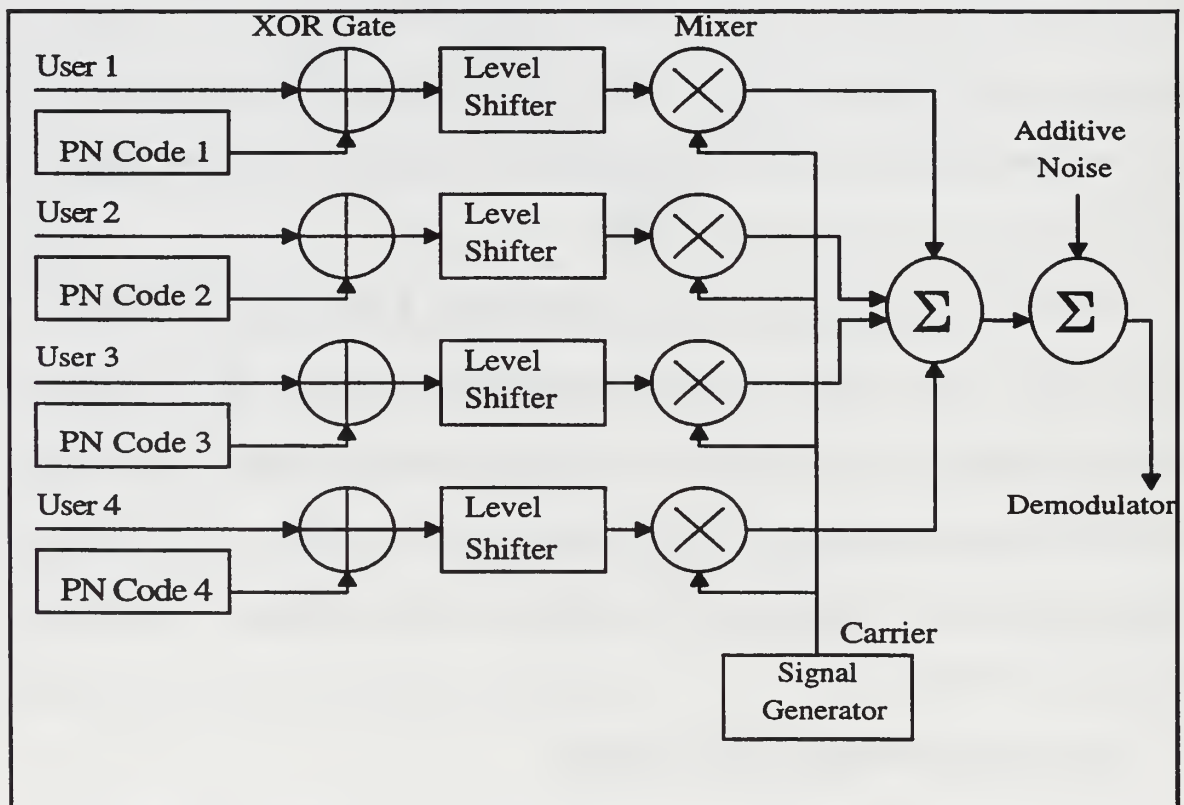 XOR Gate
Mixer
User 1
Level
Shifter
PN Code 1
Additive
Noise
User 2
Level
Shifter
PN Code 2
Σ
Σ
User 3
Level
Shifter
PN Code 3
User 4
Level
Shifter
Demodulator
PN Code 4
Carrier
Signal
Generator